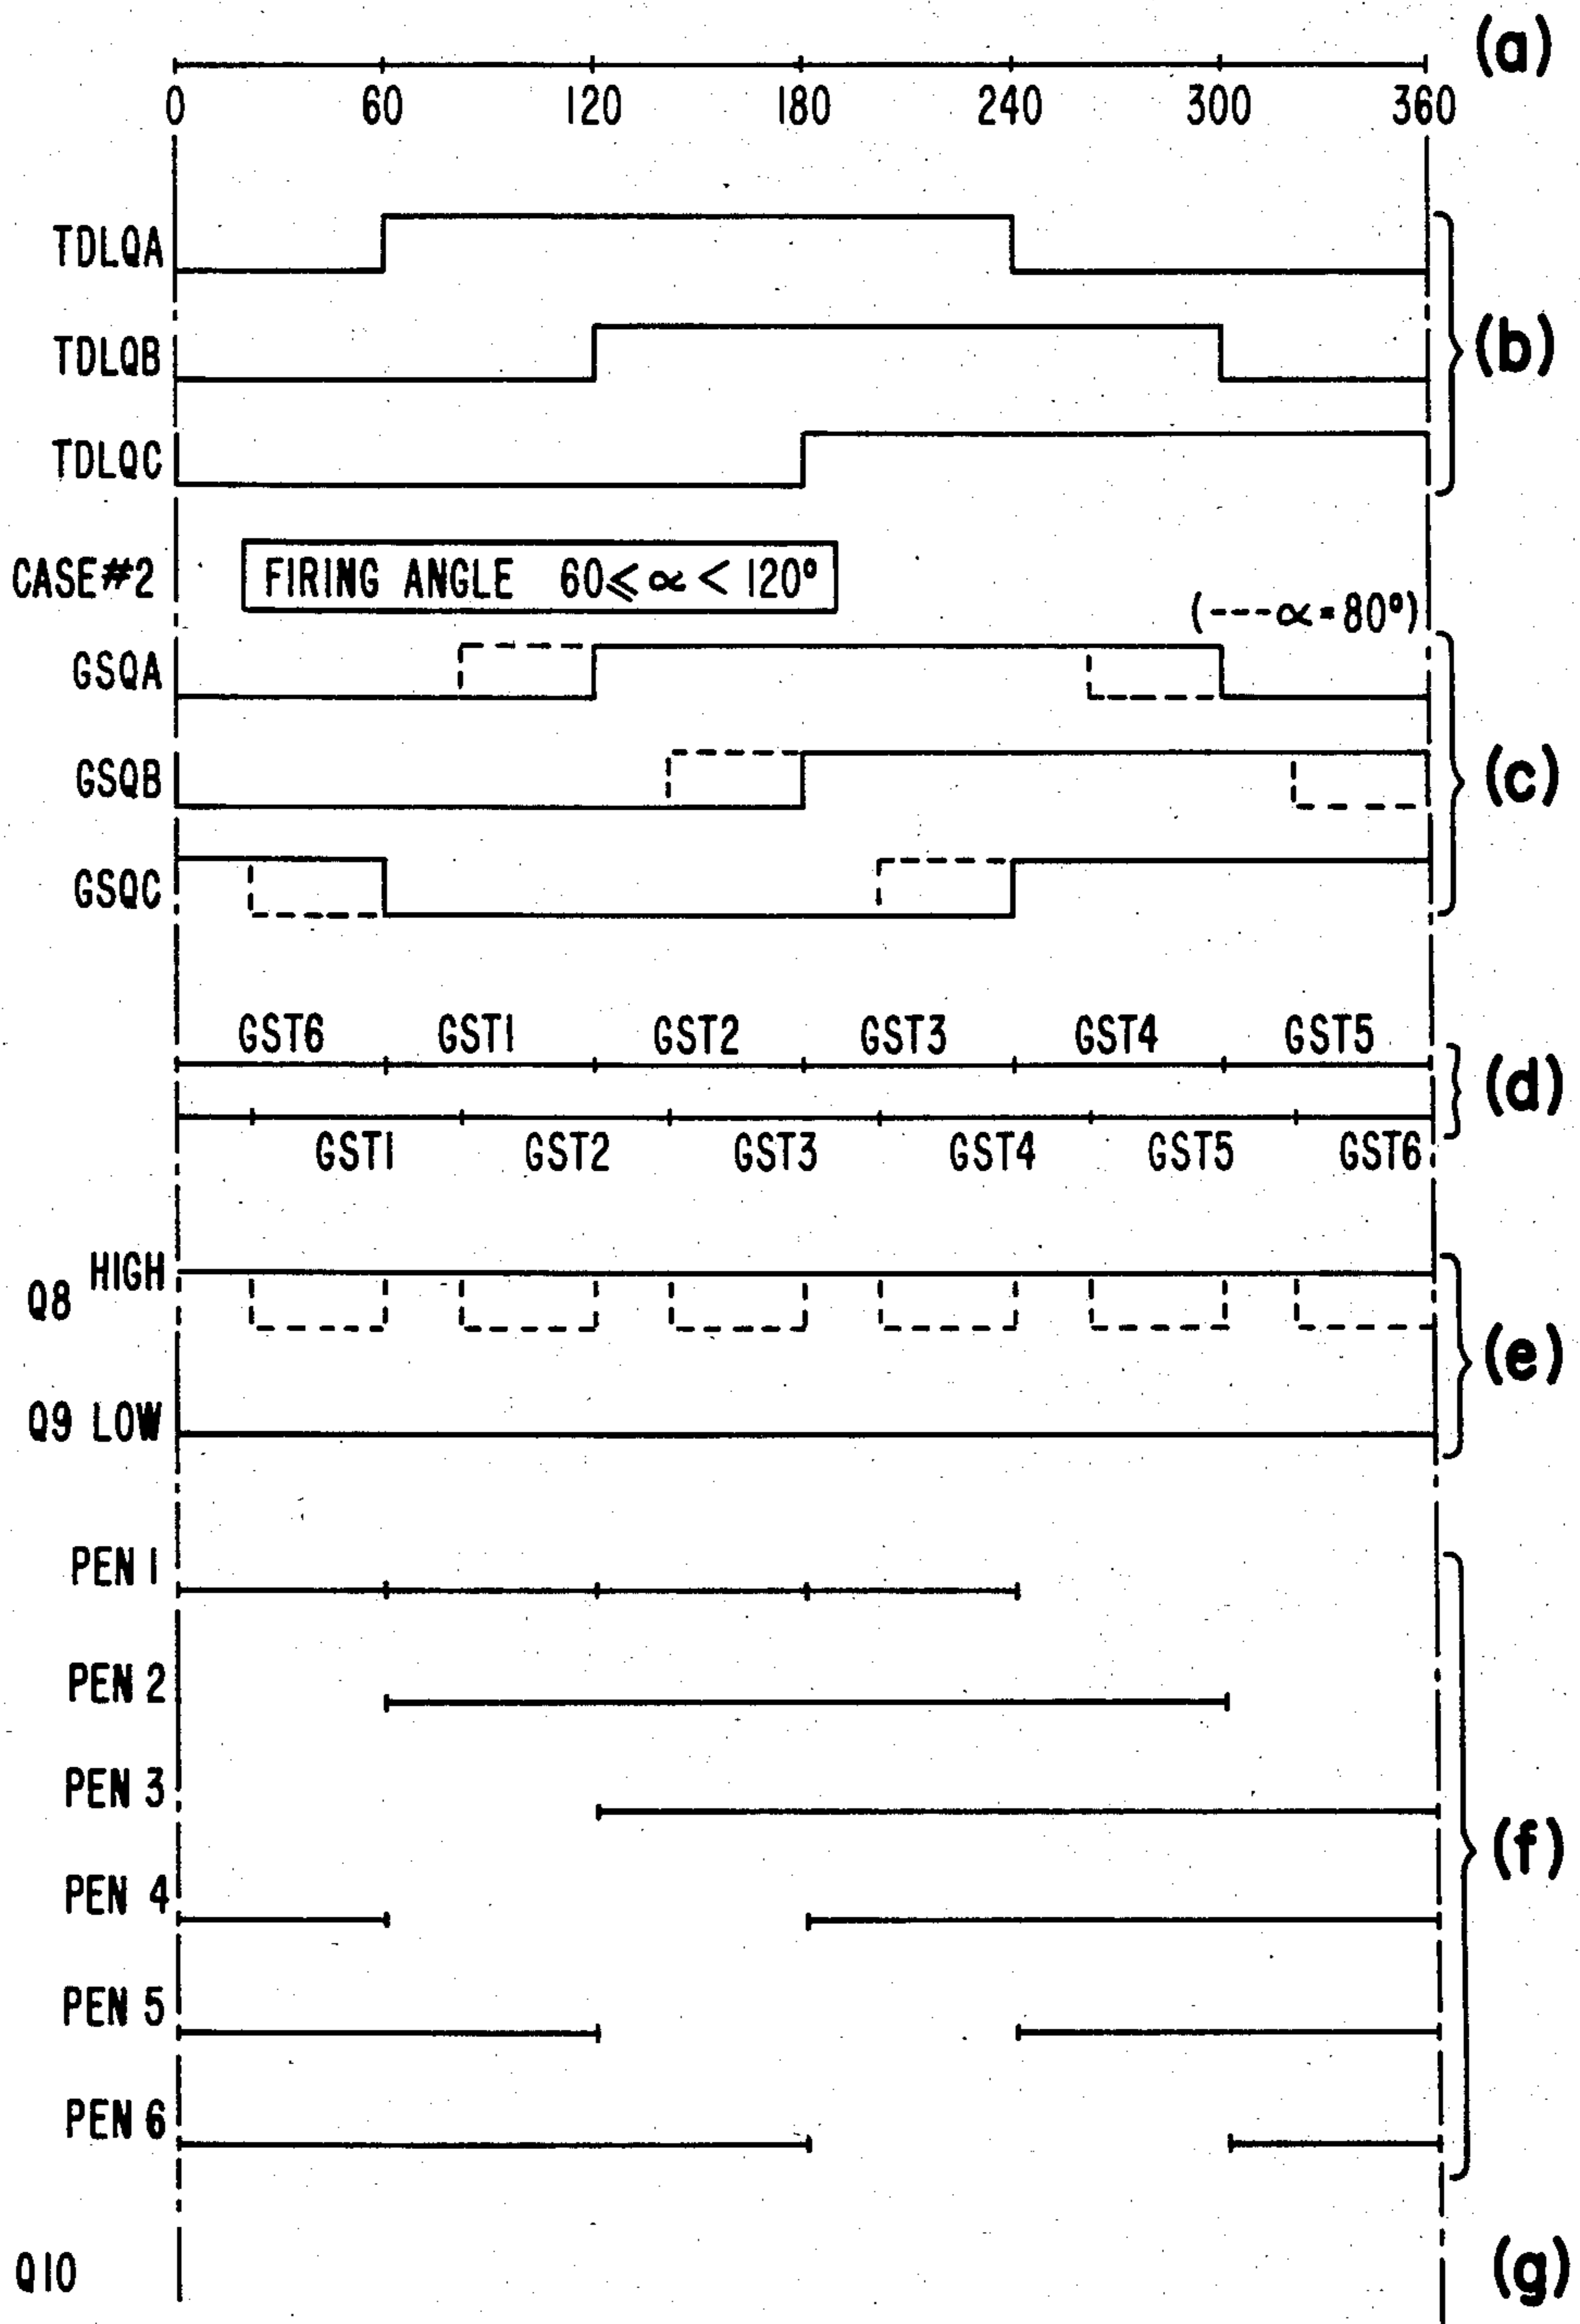 (a)
0 60 120 180 240 300 360
TDLQA
TDLQB
(b)
TDLQC
CASE#2 FIRING ANGLE 60≤∝<120°
(---∝=80°)
GSQA
GSQB
(c)
GSQC
GST6 GST1 GST2 GST3 GST4 GST5
(d)
GST1 GST2 GST3 GST4 GST5 GST6
Q8 HIGH
(e)
Q9 LOW
PEN 1
PEN 2
PEN 3
(f)
PEN 4
PEN 5
PEN 6
Q10
(g)